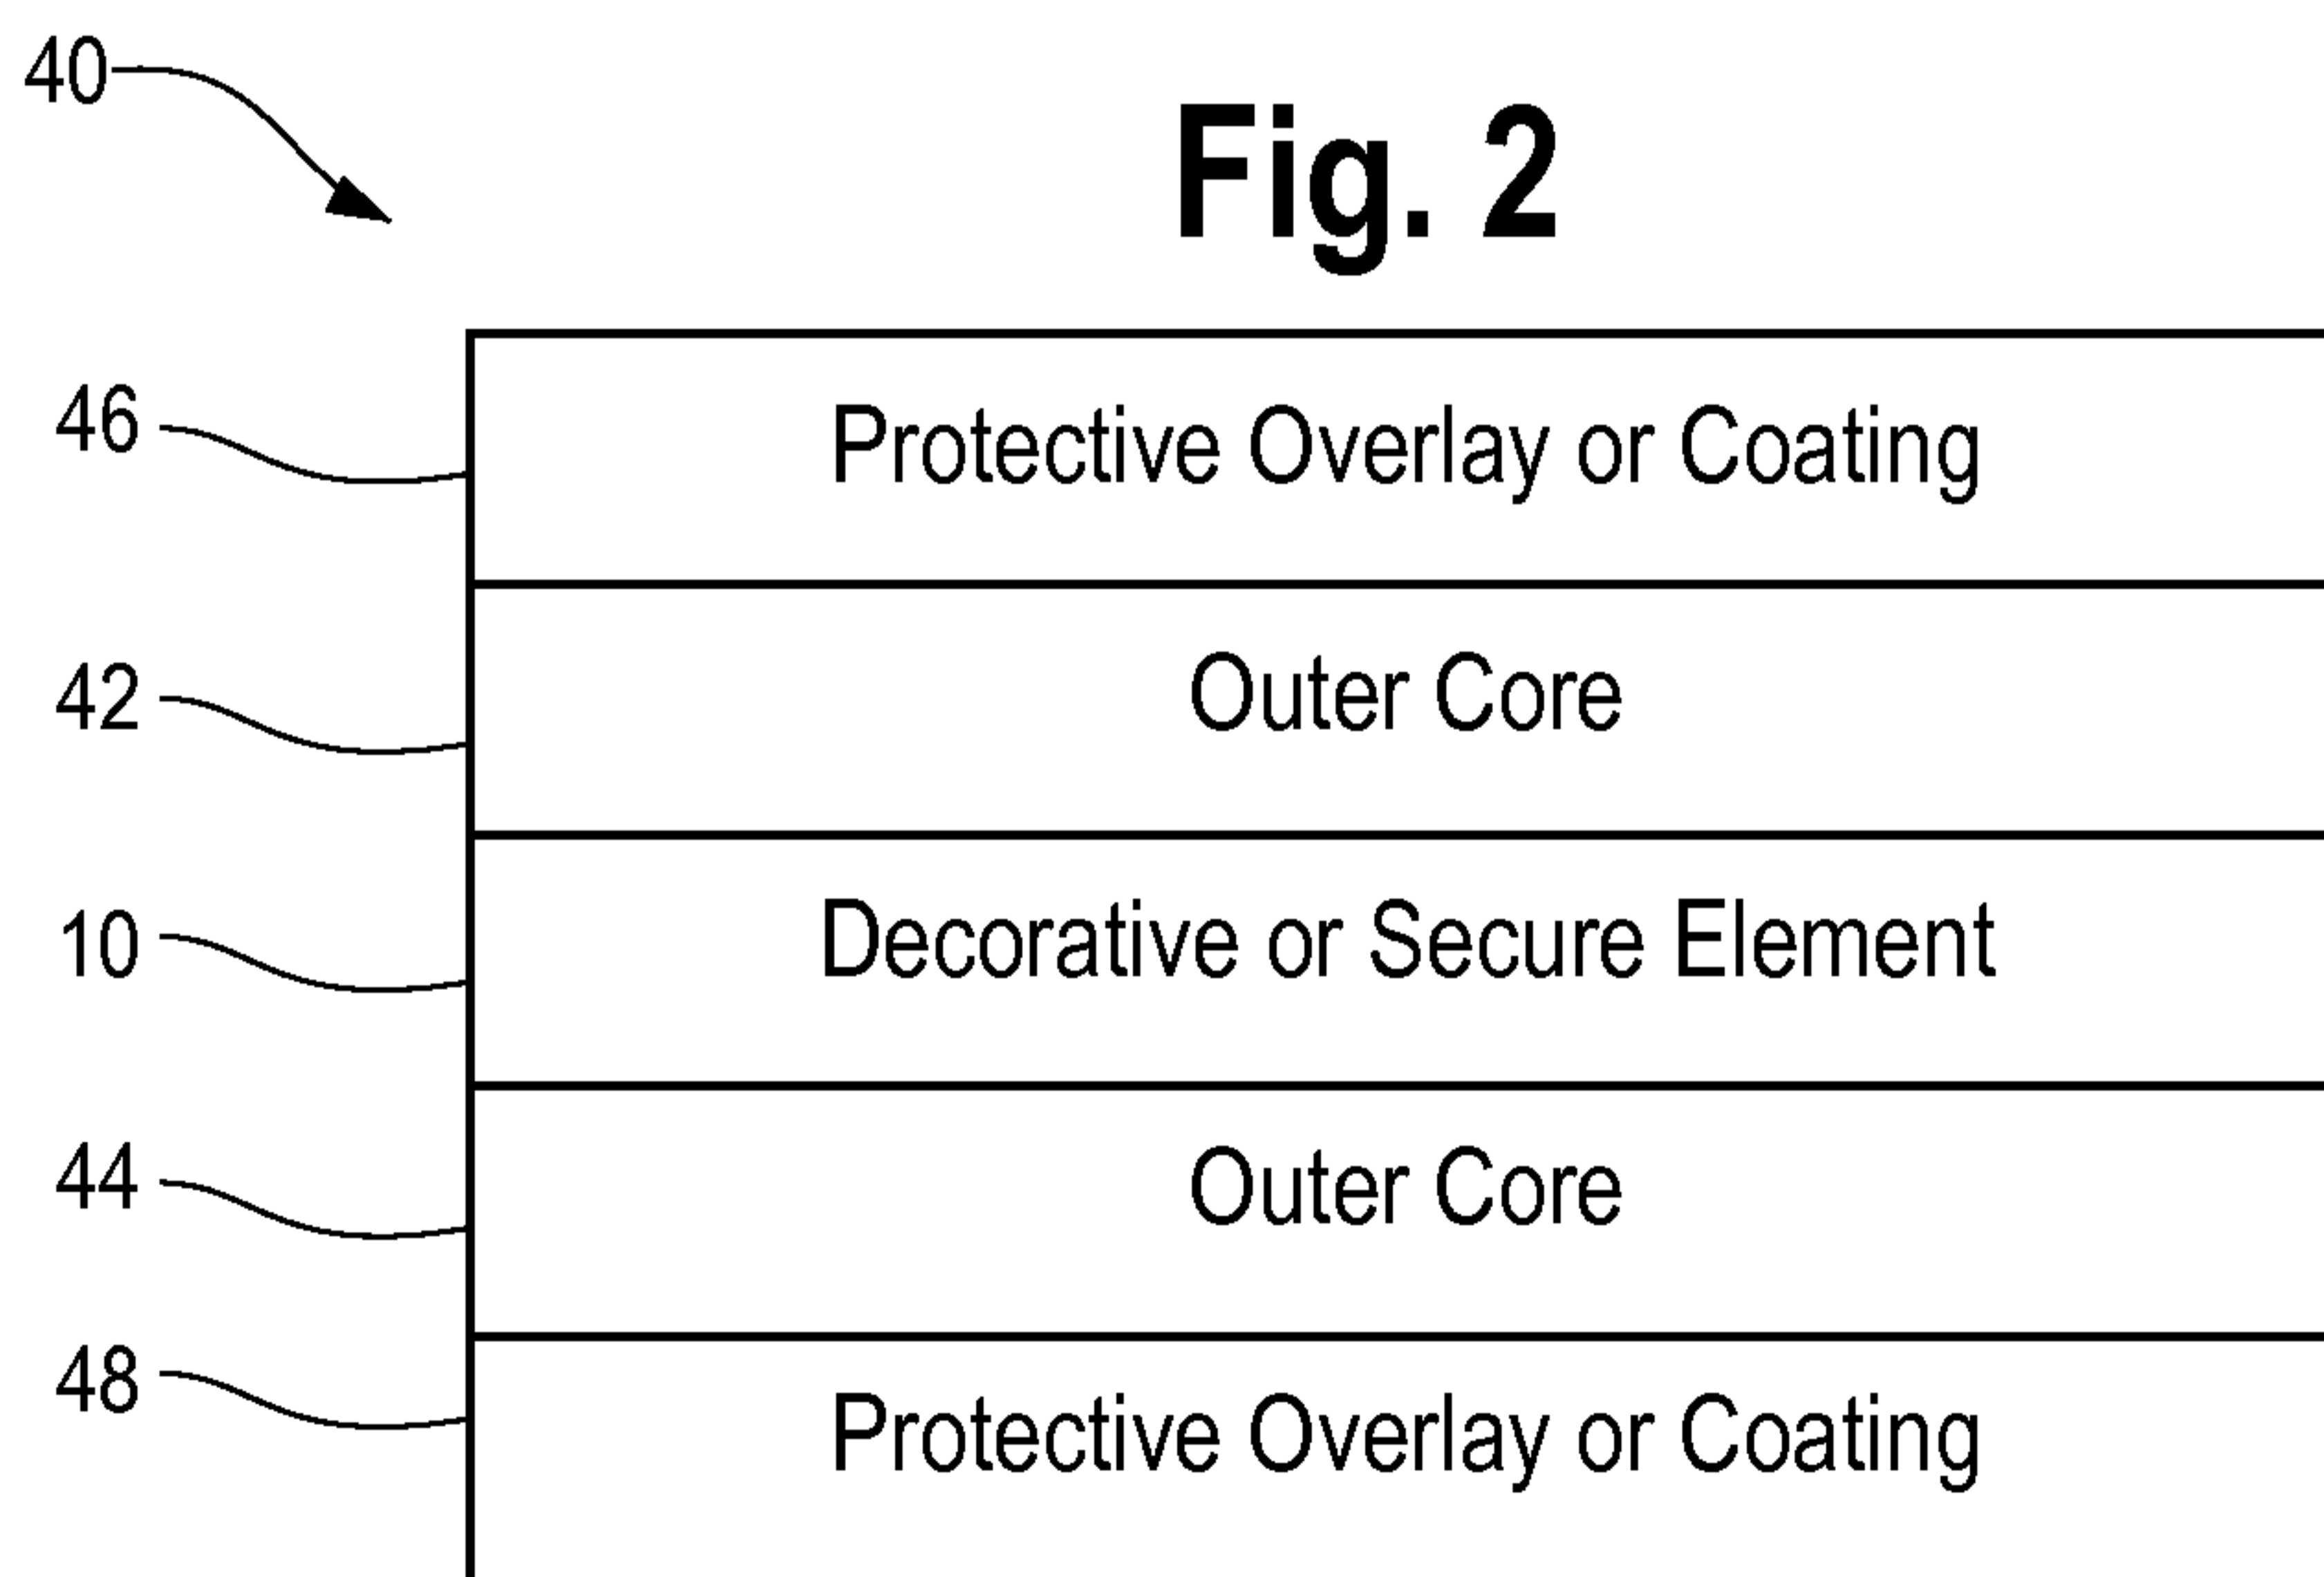 40
Fig. 2
46 Protective Overlay or Coating
42 Outer Core
10 Decorative or Secure Element
44 Outer Core
48 Protective Overlay or Coating